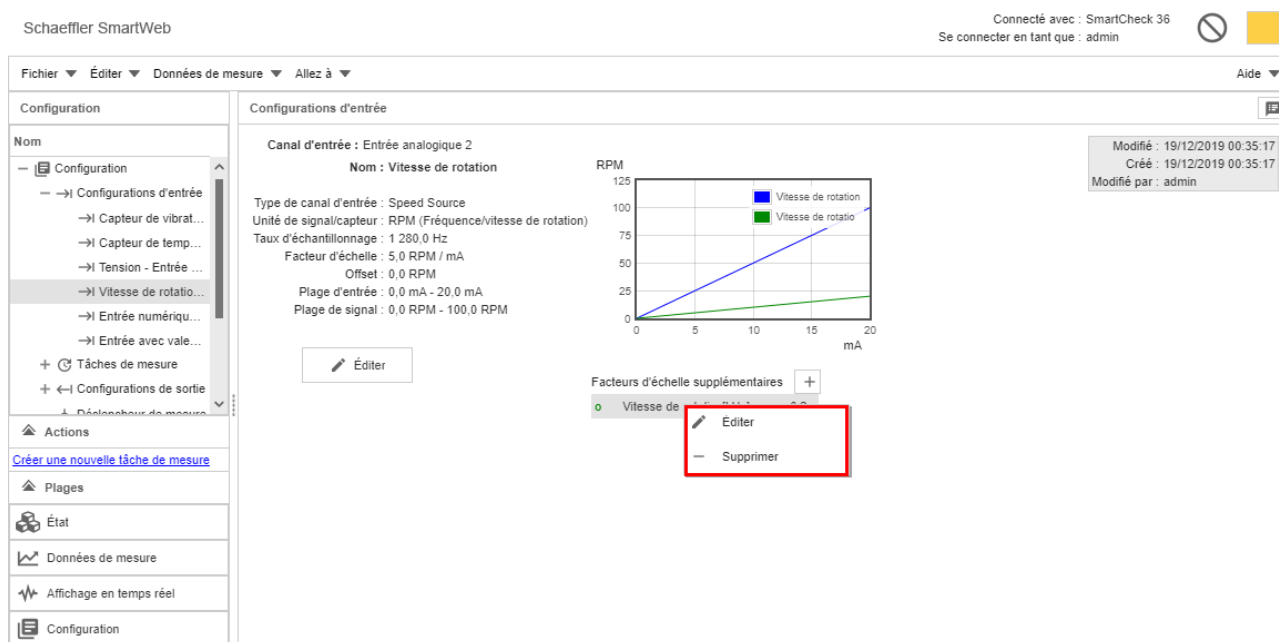 Schaeffler SmartWeb
Connecté avec : SmartCheck 36
Se connecter en tant que : admin
Fichier Éditer Données de mesure Allez à Aide
Configuration
Nom
Configuration
Configurations d'entrée
Capteur de vibrat...
Capteur de temp...
Tension - Entrée ...
Vitesse de rotatio...
Entrée numériqu...
Entrée avec vale...
Tâches de mesure
Configurations de sortie
Déclencheur de mesure
Actions
Créer une nouvelle tâche de mesure
Plages
État
Données de mesure
Affichage en temps réel
Configuration
Configurations d'entrée
Canal d'entrée : Entrée analogique 2
Nom : Vitesse de rotation
Type de canal d'entrée : Speed Source
Unité de signal/capteur : RPM (Fréquence/vitesse de rotation)
Taux d'échantillonnage : 1 280,0 Hz
Facteur d'échelle : 5,0 RPM / mA
Offset : 0,0 RPM
Plage d'entrée : 0,0 mA - 20,0 mA
Plage de signal : 0,0 RPM - 100,0 RPM
Éditer
RPM
125
100
75
50
25
0
0 5 10 15 20
mA
Vitesse de rotation
Vitesse de rotatio
Facteurs d'échelle supplémentaires +
o Vitesse de
Éditer
Supprimer
Modifié : 19/12/2019 00:35:17
Créé : 19/12/2019 00:35:17
Modifié par : admin